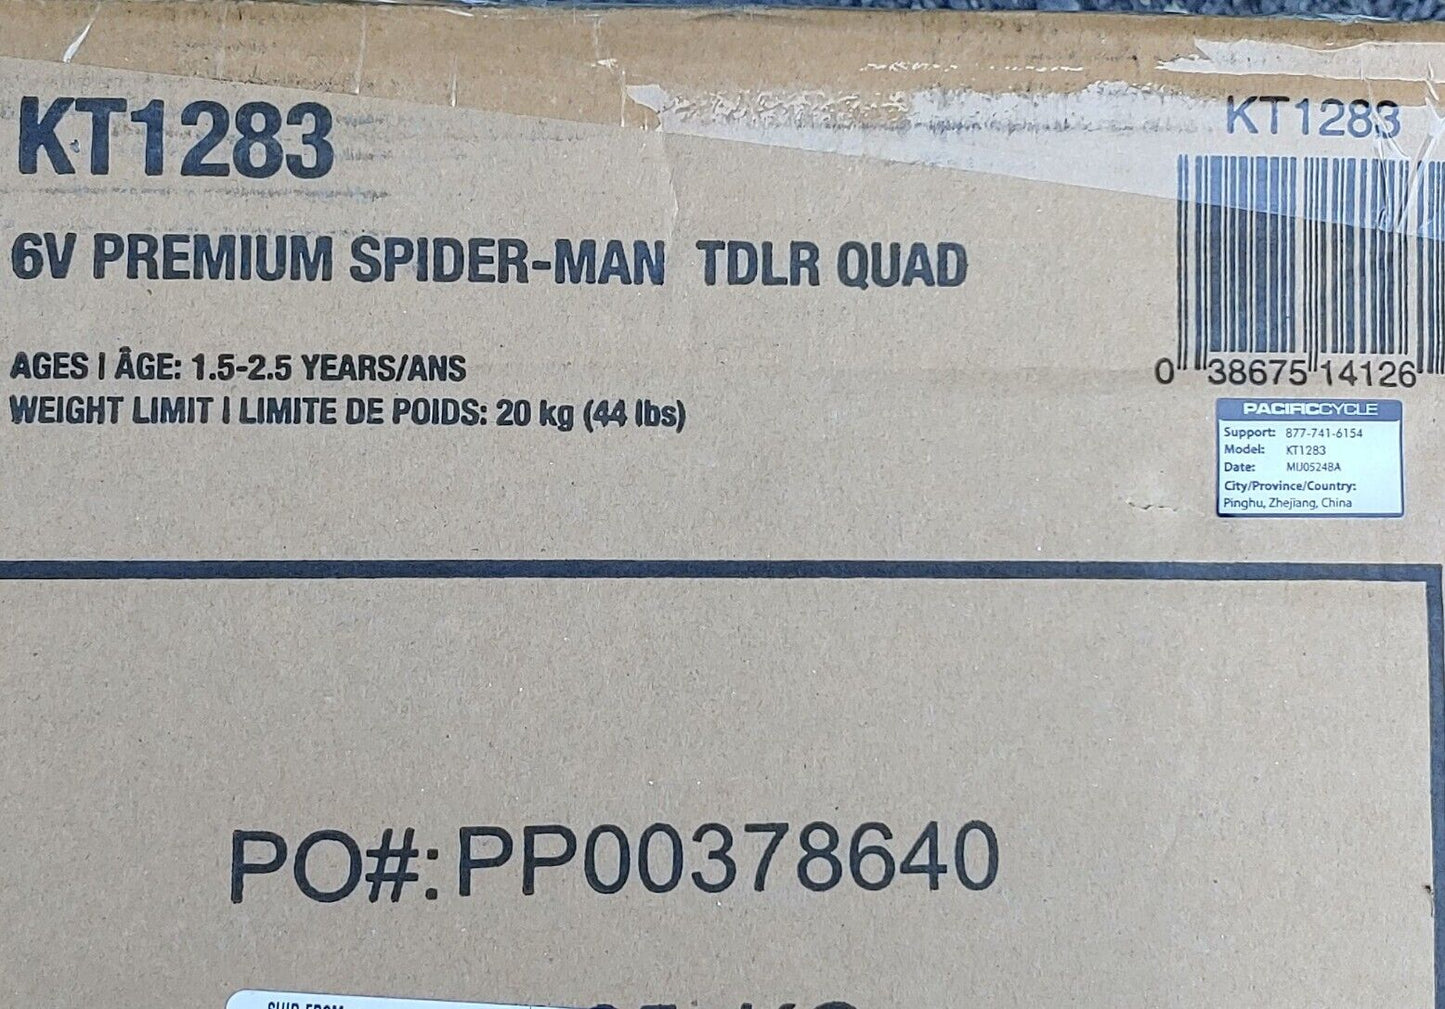 KT1283
KT1283
6V PREMIUM SPIDER-MAN TDLR QUAD
AGES | ÂGE: 1.5-2.5 YEARS/ANS
WEIGHT LIMIT | LIMITE DE POIDS: 20 kg (44 lbs)
0 38675 14126
PACIFICCYCLE
Support: 877-741-6154
Model: KT1283
Date: MU0524BA
City/Province/Country:
Pinghu, Zhejiang, China
PO#:PP00378640
SHIP FROM